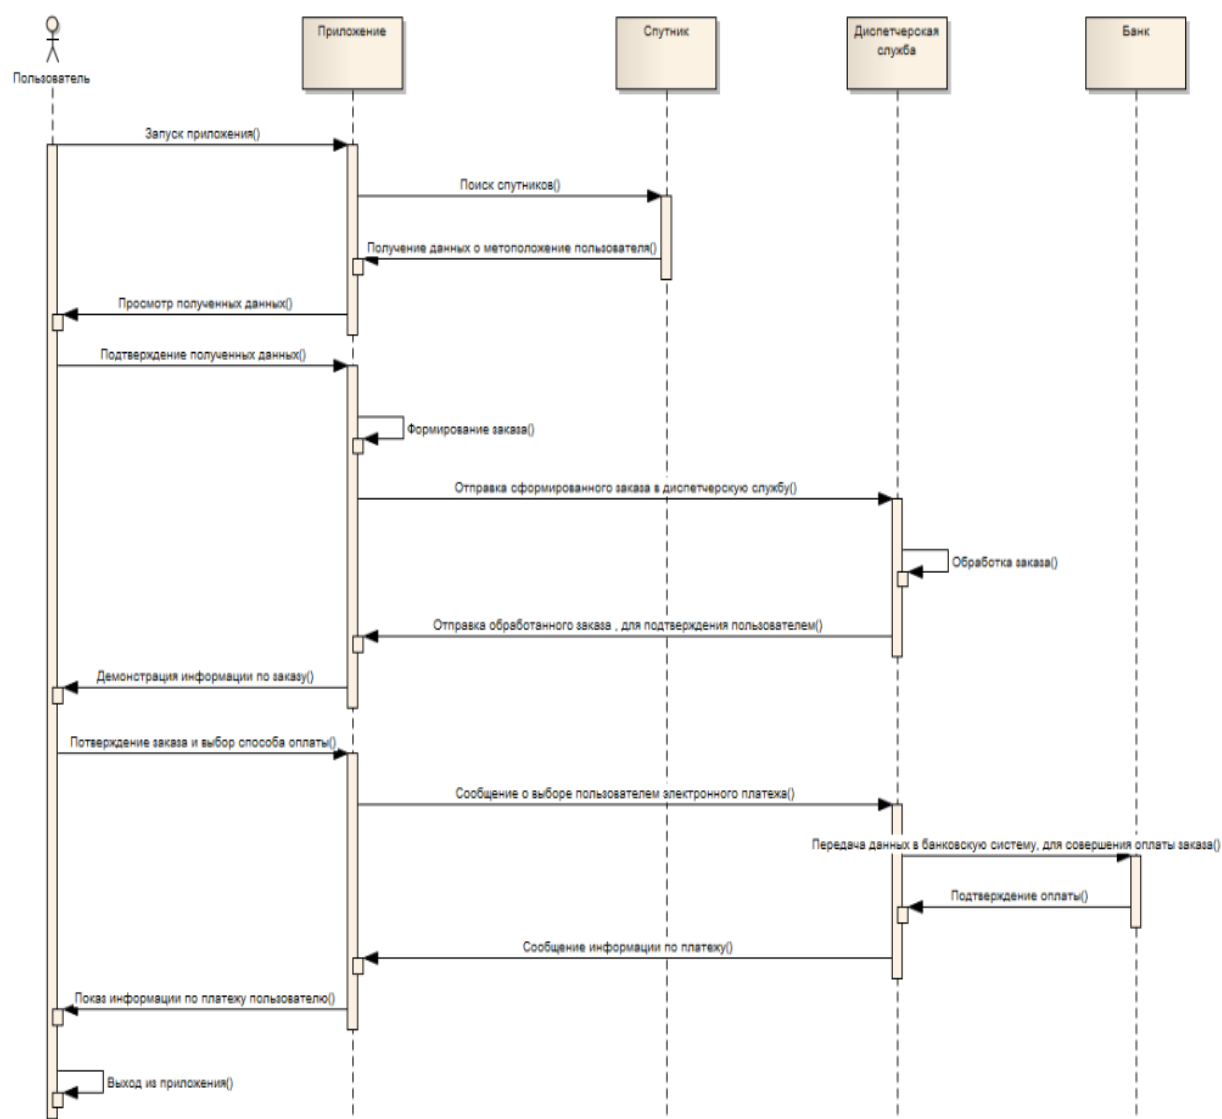 Пользователь
Приложение
Спутник
Диспетчерская
служба
Банк
Запуск приложения()
Поиск спутников()
Получение данных о метоположение пользователя()
Просмотр полученных данных()
Подтверждение полученных данных()
Формирование заказа()
Отправка сформированного заказа в диспетчерскую службу()
Обработка заказа()
Отправка обработанного заказа , для подтверждения пользователем()
Демонстрация информации по заказу()
Потверждение заказа и выбор способа оплаты()
Сообщение о выборе пользователем электронного платежа()
Передача данных в банковскую систему, для совершения оплаты заказа()
Подтверждение оплаты()
Сообщение информации по платежу()
Показ информации по платежу пользователю()
Выход из приложения()